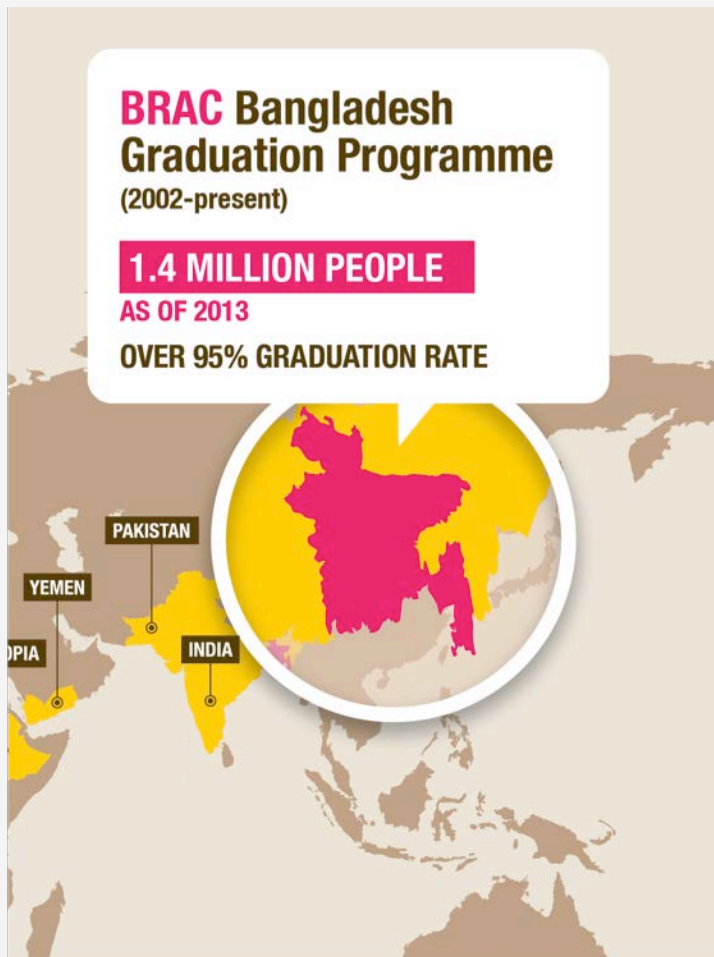 BRAC Bangladesh
Graduation Programme
(2002-present)
1.4 MILLION PEOPLE
AS OF 2013
OVER 95% GRADUATION RATE
PAKISTAN
YEMEN
OPIA
INDIA